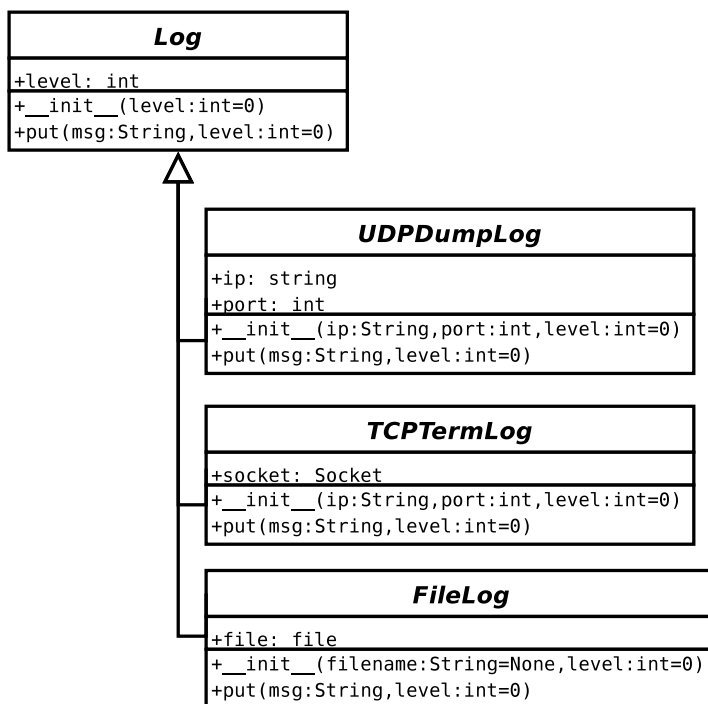 Log
+level: int
+__init__(level:int=0)
+put(msg:String,level:int=0)
UDPDumpLog
+ip: string
+port: int
+__init__(ip:String,port:int,level:int=0)
+put(msg:String,level:int=0)
TCPTermLog
+socket: Socket
+__init__(ip:String,port:int,level:int=0)
+put(msg:String,level:int=0)
FileLog
+file: file
+__init__(filename:String=None,level:int=0)
+put(msg:String,level:int=0)